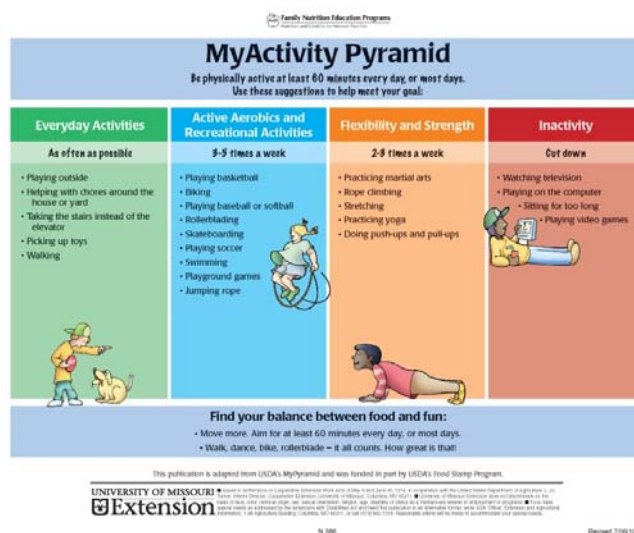 Family Nutrition Education Programs
MyActivity Pyramid
Be physically active at least 60 minutes every day, or most days.
Use these suggestions to help meet your goal:
Everyday Activities
As often as possible
• Playing outside
• Helping with chores around the
house or yard
• Taking the stairs instead of the
elevator
• Picking up toys
• Walking
Active Aerobics and
Recreational Activities
3-5 times a week
• Playing basketball
• Biking
• Playing baseball or softball
• Rollerblading
• Skateboarding
• Playing soccer
• Swimming
• Playground games
• Jumping rope
Flexibility and Strength
2-3 times a week
• Practicing martial arts
• Rope climbing
• Stretching
• Practicing yoga
• Doing push-ups and pull-ups
Inactivity
Cut down
• Watching television
• Playing on the computer
• Sitting for too long
• Playing video games
Find your balance between food and fun:
• Move more. Aim for at least 60 minutes every day, or most days.
• Walk, dance, bike, rollerblade – it all counts. How great is that!
This publication is adapted from USDA's MyPyramid and was funded in part by USDA's Food Stamp Program.
UNIVERSITY OF MISSOURI
Extension